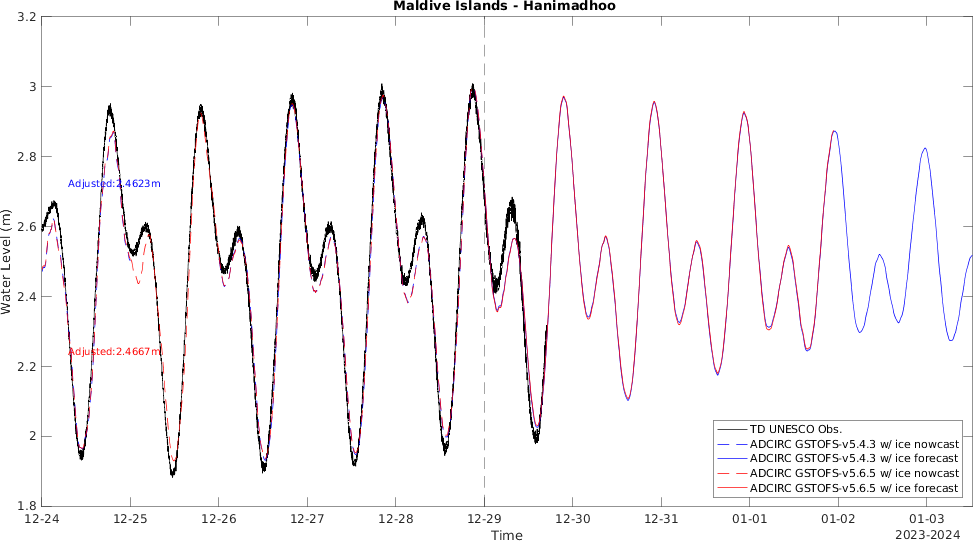 Maldive Islands - Hanimadhoo
3.2
3
2.8
2.6
2.4
2.2
2
1.8
Water Level (m)
Adjusted:2.4623m
Adjusted:2.4667m
TD UNESCO Obs.
ADCIRC GSTOFS-v5.4.3 w/ ice nowcast
ADCIRC GSTOFS-v5.4.3 w/ ice forecast
ADCIRC GSTOFS-v5.6.5 w/ ice nowcast
ADCIRC GSTOFS-v5.6.5 w/ ice forecast
12-24 12-25 12-26 12-27 12-28 12-29 12-30 12-31 01-01 01-02 01-03
Time
2023-2024